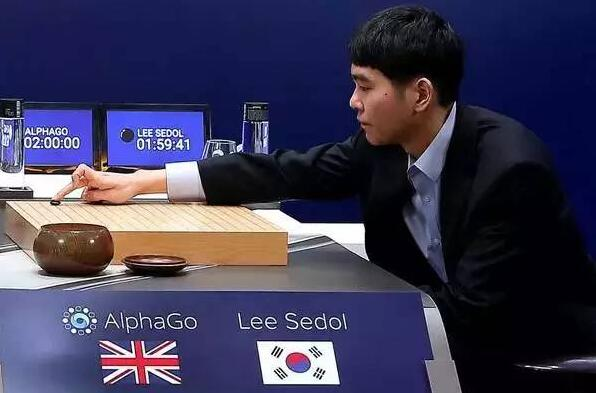 ALPHAGO
02:00:00
LEE SEDOL
01:59:41
AlphaGo
Lee Sedol